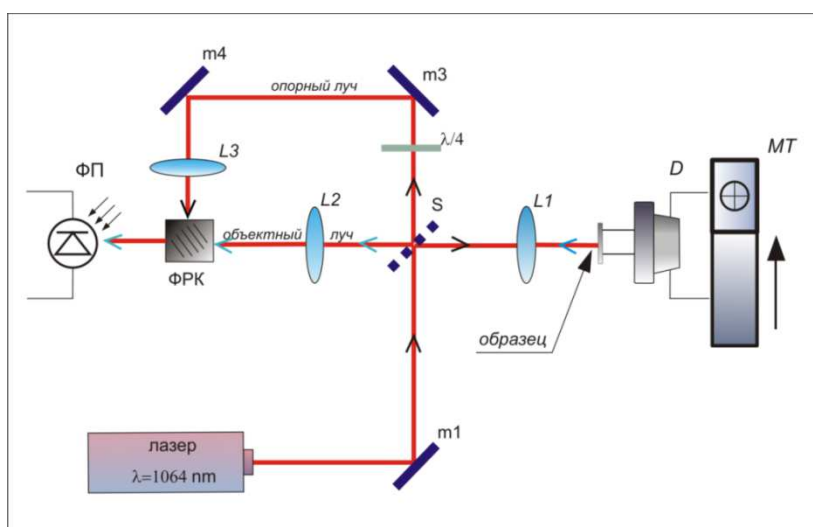 m4
m3
опорный луч
λ/4
L3
ФП
D
MT
S
L2
L1
объектный луч
ФРК
образец
m1
лазер
λ=1064 nm